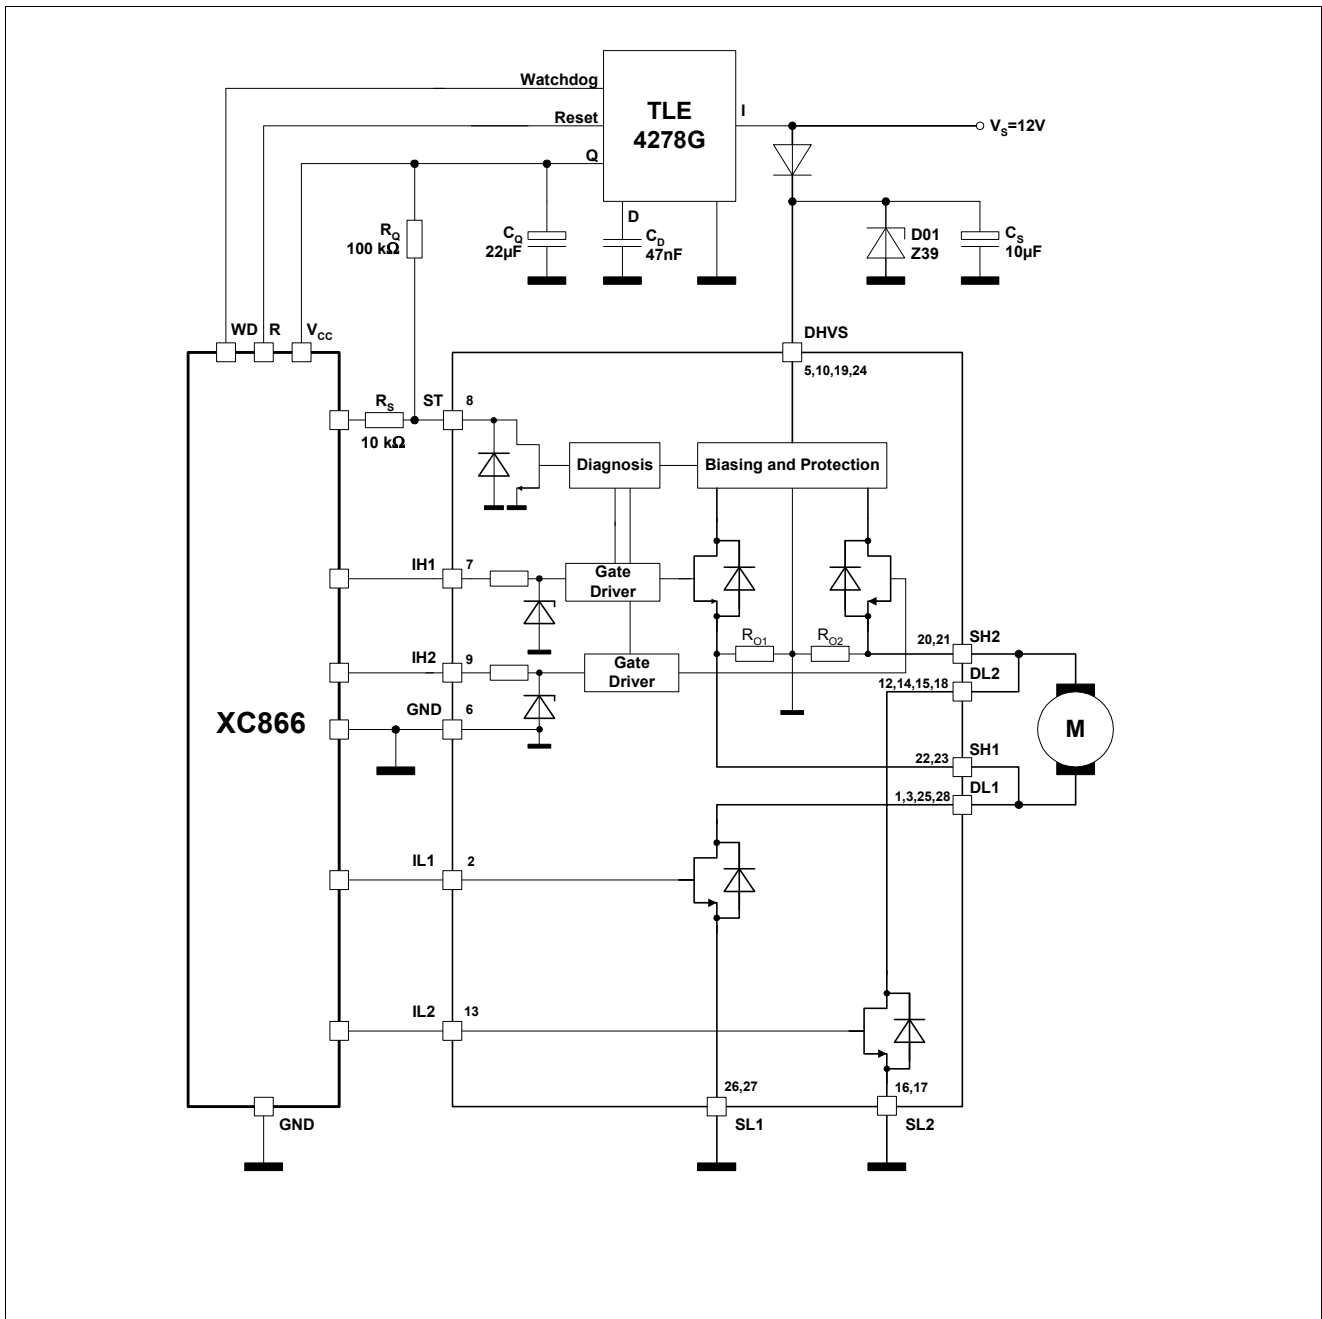 Watchdog
Reset
Q
TLE
4278G
I
V_S=12V
D
R_Q
100 kΩ
C_Q
22µF
C_D
47nF
D01
Z39
C_S
10µF
WD
R
V_CC
DHVS
5,10,19,24
R_S
10 kΩ
ST
8
Diagnosis
Biasing and Protection
IH1
7
Gate
Driver
R_O1
R_O2
20,21
SH2
IH2
9
Gate
Driver
12,14,15,18
DL2
XC866
GND
6
M
22,23
SH1
1,3,25,28
DL1
IL1
2
IL2
13
26,27
16,17
GND
SL1
SL2